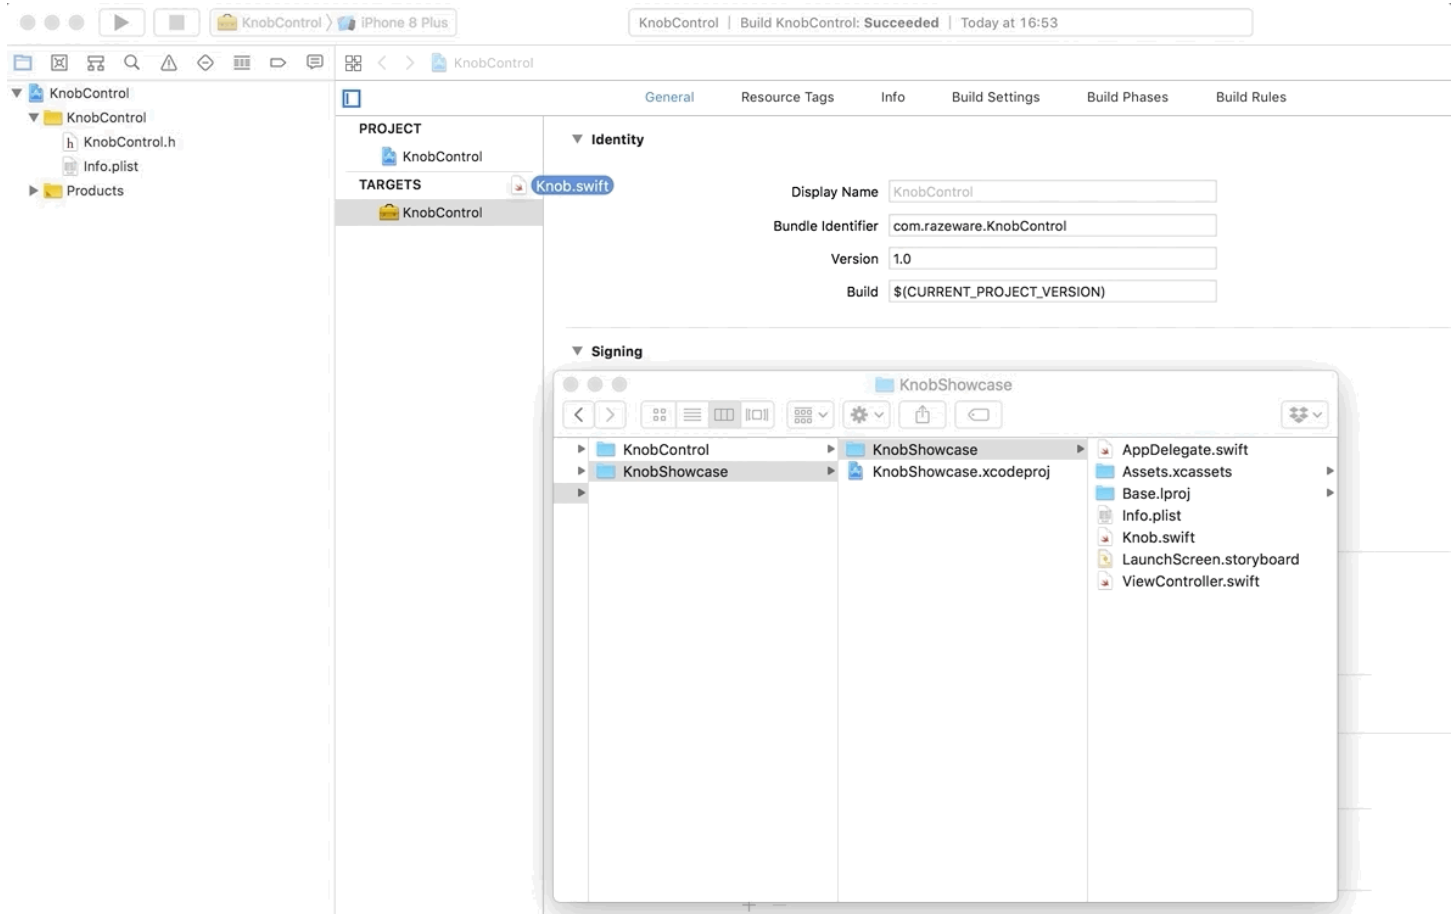 KnobControl > iPhone 8 Plus
KnobControl | Build KnobControl: Succeeded | Today at 16:53
KnobControl
KnobControl
KnobControl
h KnobControl.h
Info.plist
Products
General Resource Tags Info Build Settings Build Phases Build Rules
PROJECT
KnobControl
TARGETS
Knob.swift
KnobControl
Identity
Display Name KnobControl
Bundle Identifier com.razeware.KnobControl
Version 1.0
Build $(CURRENT_PROJECT_VERSION)
Signing
KnobShowcase
KnobControl
KnobShowcase
KnobShowcase
KnobShowcase.xcodeproj
AppDelegate.swift
Assets.xcassets
Base.lproj
Info.plist
Knob.swift
LaunchScreen.storyboard
ViewController.swift